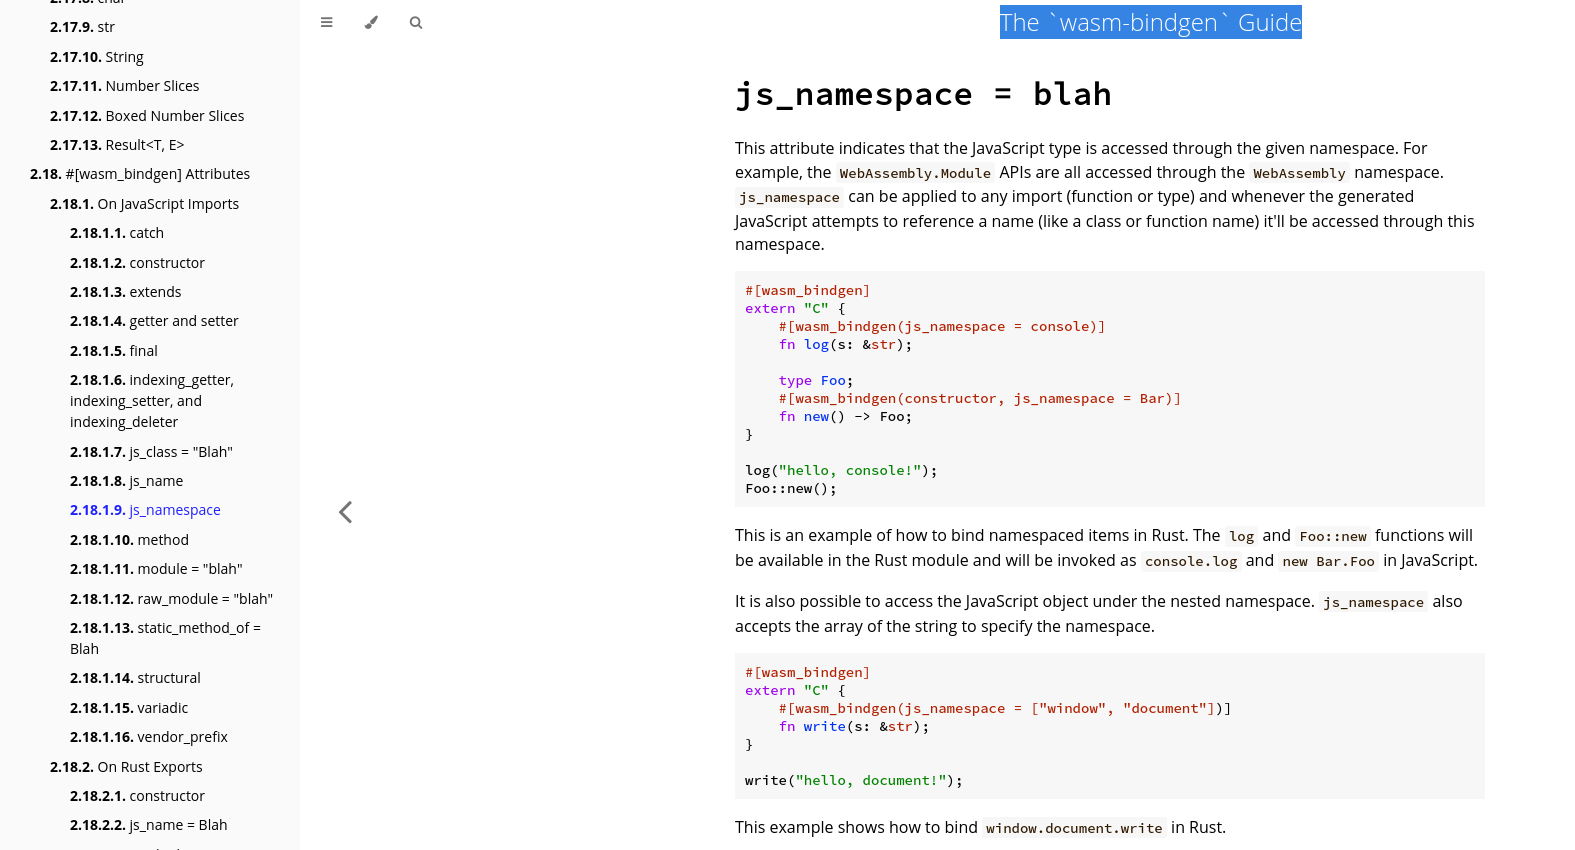 2.17.9. str
2.17.10. String
2.17.11. Number Slices
2.17.12. Boxed Number Slices
2.17.13. Result<T, E>
2.18. #[wasm_bindgen] Attributes
2.18.1. On JavaScript Imports
2.18.1.1. catch
2.18.1.2. constructor
2.18.1.3. extends
2.18.1.4. getter and setter
2.18.1.5. final
2.18.1.6. indexing_getter,
indexing_setter, and
indexing_deleter
2.18.1.7. js_class = "Blah"
2.18.1.8. js_name
2.18.1.9. js_namespace
2.18.1.10. method
2.18.1.11. module = "blah"
2.18.1.12. raw_module = "blah"
2.18.1.13. static_method_of =
Blah
2.18.1.14. structural
2.18.1.15. variadic
2.18.1.16. vendor_prefix
2.18.2. On Rust Exports
2.18.2.1. constructor
2.18.2.2. js_name = Blah
The `wasm-bindgen` Guide
js_namespace = blah
This attribute indicates that the JavaScript type is accessed through the given namespace. For
example, the WebAssembly.Module APIs are all accessed through the WebAssembly namespace.
js_namespace can be applied to any import (function or type) and whenever the generated
JavaScript attempts to reference a name (like a class or function name) it'll be accessed through this
namespace.
#[wasm_bindgen]
extern "C" {
    #[wasm_bindgen(js_namespace = console)]
    fn log(s: &str);
    type Foo;
    #[wasm_bindgen(constructor, js_namespace = Bar)]
    fn new() -> Foo;
}
log("hello, console!");
Foo::new();
This is an example of how to bind namespaced items in Rust. The log and Foo::new functions will
be available in the Rust module and will be invoked as console.log and new Bar.Foo in JavaScript.
It is also possible to access the JavaScript object under the nested namespace. js_namespace also
accepts the array of the string to specify the namespace.
#[wasm_bindgen]
extern "C" {
    #[wasm_bindgen(js_namespace = ["window", "document"])]
    fn write(s: &str);
}
write("hello, document!");
This example shows how to bind window.document.write in Rust.